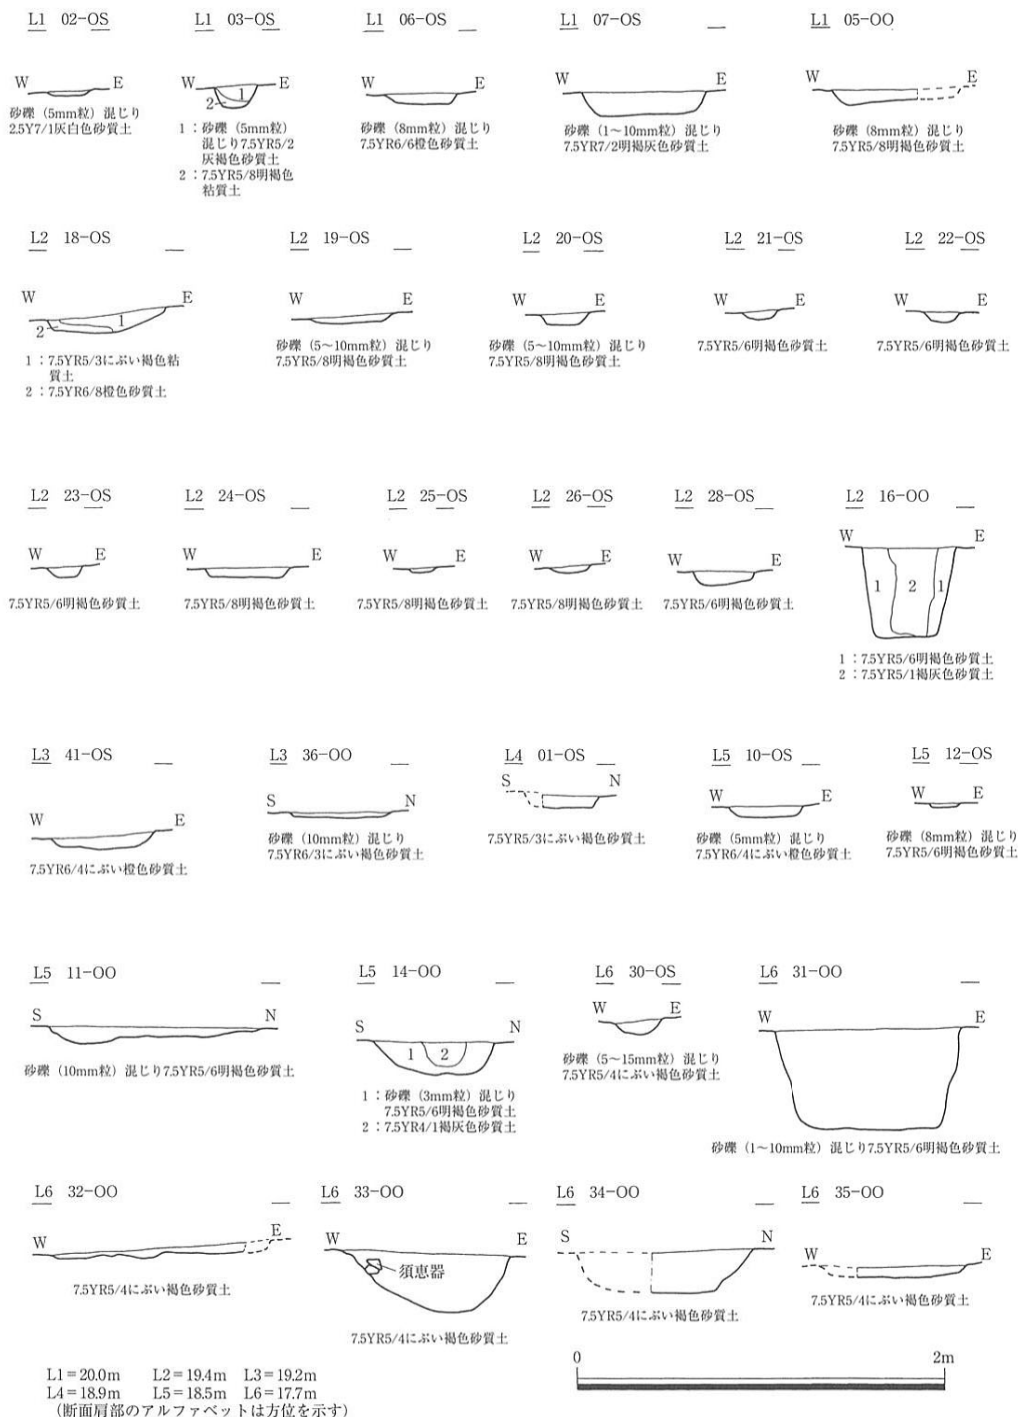 L1 02-OS
W E
砂礫（5mm粒）混じり
2.5Y7/1灰白色砂質土
L1 03-OS
W E
1
2
1：砂礫（5mm粒）
混じり7.5YR5/2
灰褐色砂質土
2：7.5YR5/8明褐色
粘質土
L1 06-OS
W E
砂礫（8mm粒）混じり
7.5YR6/6橙色砂質土
L1 07-OS
W E
砂礫（1〜10mm粒）混じり
7.5YR7/2明褐灰色砂質土
L1 05-OO
W E
砂礫（8mm粒）混じり
7.5YR5/8明褐色砂質土
L2 18-OS
W E
1
2
1：7.5YR5/3にぶい褐色粘
質土
2：7.5YR6/8橙色砂質土
L2 19-OS
W E
砂礫（5〜10mm粒）混じり
7.5YR5/8明褐色砂質土
L2 20-OS
W E
砂礫（5〜10mm粒）混じり
7.5YR5/8明褐色砂質土
L2 21-OS
W E
7.5YR5/6明褐色砂質土
L2 22-OS
W E
7.5YR5/6明褐色砂質土
L2 23-OS
W E
7.5YR5/6明褐色砂質土
L2 24-OS
W E
7.5YR5/8明褐色砂質土
L2 25-OS
W E
7.5YR5/8明褐色砂質土
L2 26-OS
W E
7.5YR5/8明褐色砂質土
L2 28-OS
W E
7.5YR5/6明褐色砂質土
L2 16-OO
W E
1 2 1
1：7.5YR5/6明褐色砂質土
2：7.5YR5/1褐灰色砂質土
L3 41-OS
W E
7.5YR6/4にぶい橙色砂質土
L3 36-OO
S N
砂礫（10mm粒）混じり
7.5YR6/3にぶい褐色砂質土
L4 01-OS
S N
7.5YR5/3にぶい褐色砂質土
L5 10-OS
W E
砂礫（5mm粒）混じり
7.5YR6/4にぶい橙色砂質土
L5 12-OS
W E
砂礫（8mm粒）混じり
7.5YR5/6明褐色砂質土
L5 11-OO
S N
砂礫（10mm粒）混じり7.5YR5/6明褐色砂質土
L5 14-OO
S N
1 2
1：砂礫（3mm粒）混じり
7.5YR5/6明褐色砂質土
2：7.5YR4/1褐灰色砂質土
L6 30-OS
W E
砂礫（5〜15mm粒）混じり
7.5YR5/4にぶい褐色砂質土
L6 31-OO
W E
砂礫（1〜10mm粒）混じり7.5YR5/6明褐色砂質土
L6 32-OO
W E
7.5YR5/4にぶい褐色砂質土
L6 33-OO
W E
須恵器
7.5YR5/4にぶい褐色砂質土
L6 34-OO
S N
7.5YR5/4にぶい褐色砂質土
L6 35-OO
W E
7.5YR5/4にぶい褐色砂質土
L1＝20.0m L2＝19.4m L3＝19.2m
L4＝18.9m L5＝18.5m L6＝17.7m
（断面肩部のアルファベットは方位を示す）
0 2m